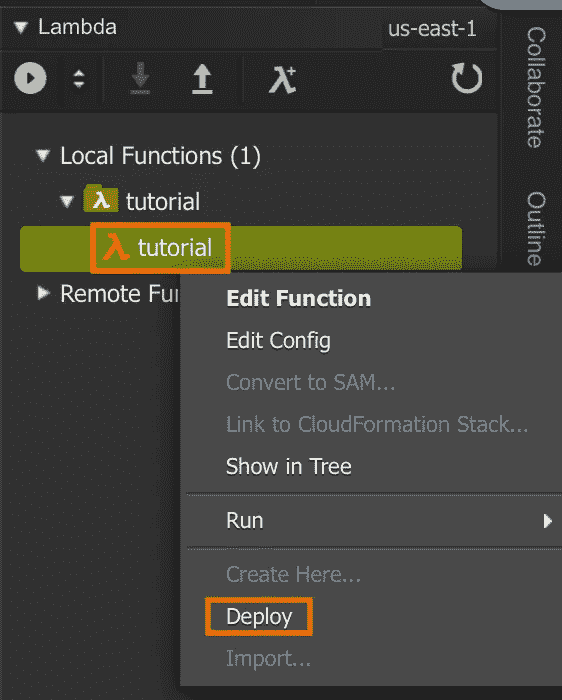 Lambda
us-east-1
Collaborate
Outline
Local Functions (1)
λ tutorial
λ tutorial
Remote Fu
Edit Function
Edit Config
Convert to SAM...
Link to CloudFormation Stack...
Show in Tree
Run
Create Here...
Deploy
Import...